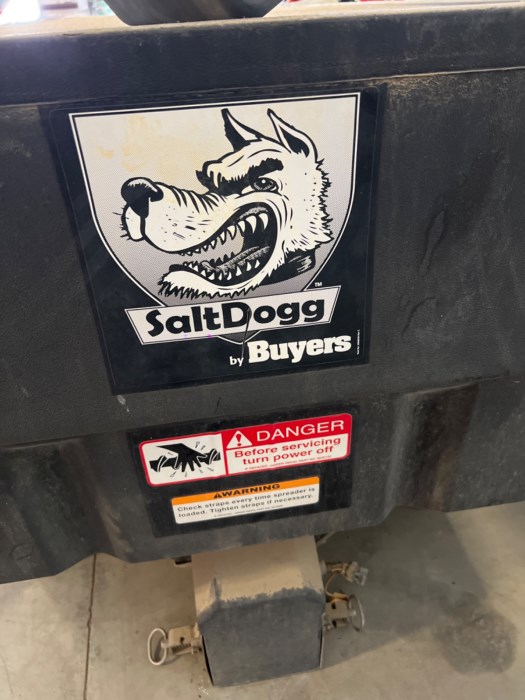 SaltDogg
TM
by Buyers
DANGER
Before servicing
turn power off
WARNING
Check straps every time spreader is
loaded. Tighten straps if necessary.